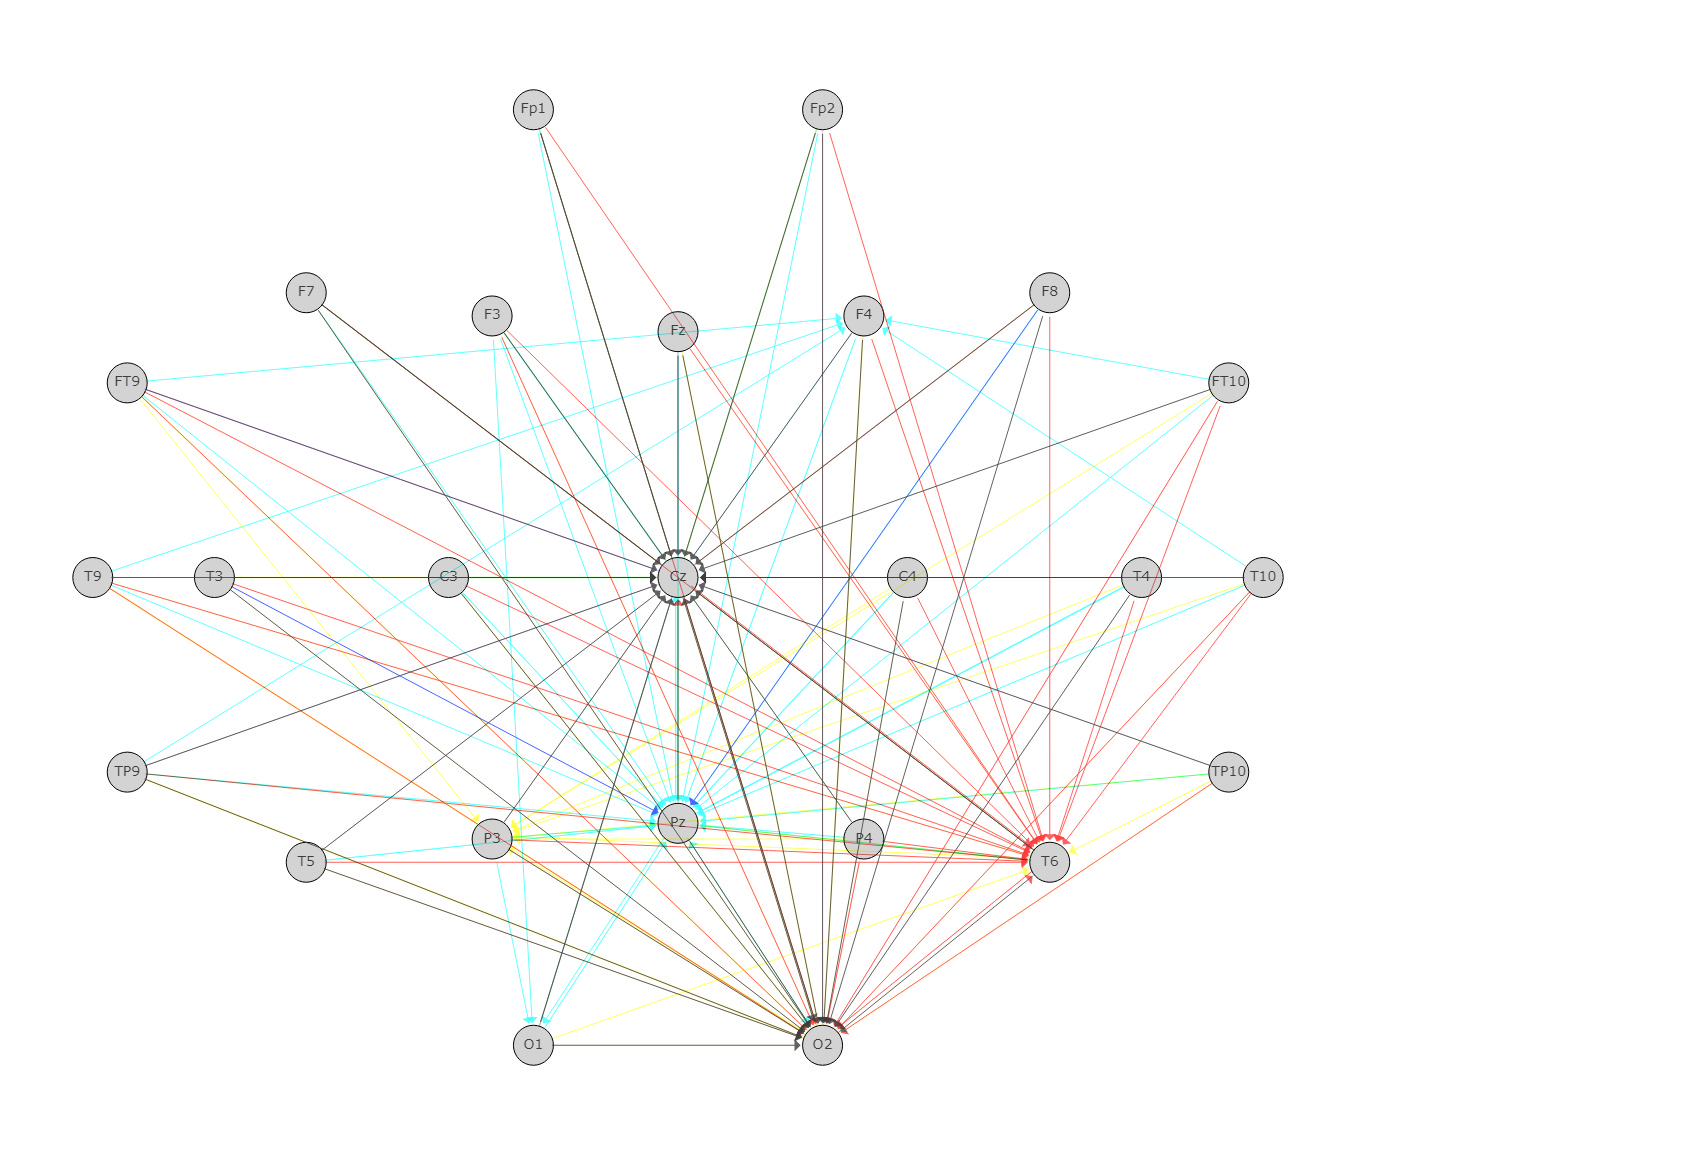 Fp1 Fp2
F7 F3 Fz F4 F8
FT9 FT10
T9 T3 C3 Cz C4 T4 T10
TP9 TP10
T5 P3 Pz P4 T6
O1 O2